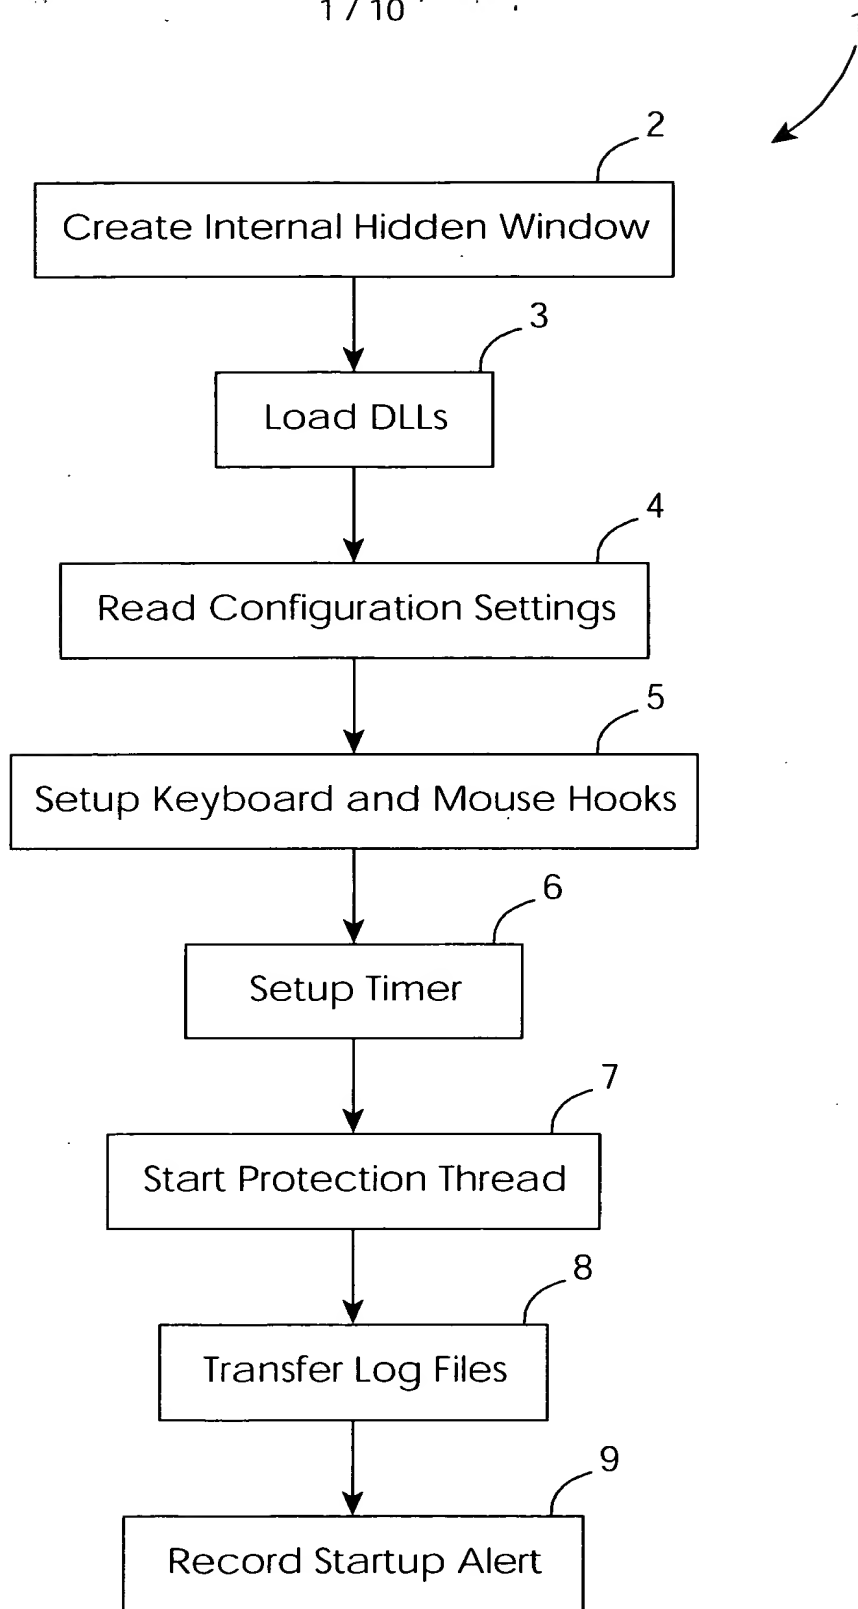 1 / 10
2
Create Internal Hidden Window
3
Load DLLs
4
Read Configuration Settings
5
Setup Keyboard and Mouse Hooks
6
Setup Timer
7
Start Protection Thread
8
Transfer Log Files
9
Record Startup Alert